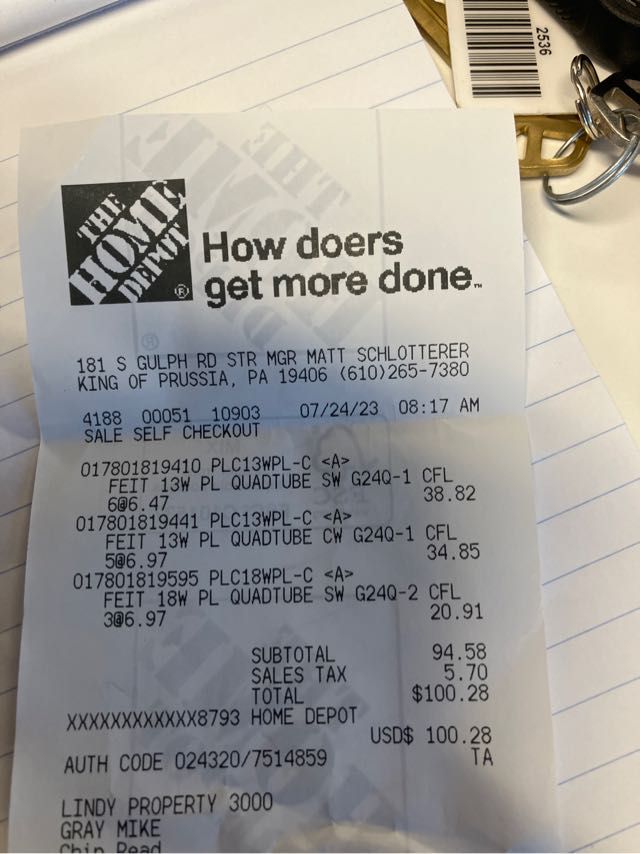 2536
THE
HOME
DEPOT
®
How doers
get more done.™
181 S GULPH RD STR MGR MATT SCHLOTTERER
KING OF PRUSSIA, PA 19406 (610)265-7380
4188 00051 10903 07/24/23 08:17 AM
SALE SELF CHECKOUT
017801819410 PLC13WPL-C <A>
FEIT 13W PL QUADTUBE SW G24Q-1 CFL
6@6.47 38.82
017801819441 PLC13WPL-C <A>
FEIT 13W PL QUADTUBE CW G24Q-1 CFL
5@6.97 34.85
017801819595 PLC18WPL-C <A>
FEIT 18W PL QUADTUBE SW G24Q-2 CFL
3@6.97 20.91
SUBTOTAL 94.58
SALES TAX 5.70
TOTAL $100.28
XXXXXXXXXXXX8793 HOME DEPOT
USD$ 100.28
AUTH CODE 024320/7514859 TA
LINDY PROPERTY 3000
GRAY MIKE
Chip Read